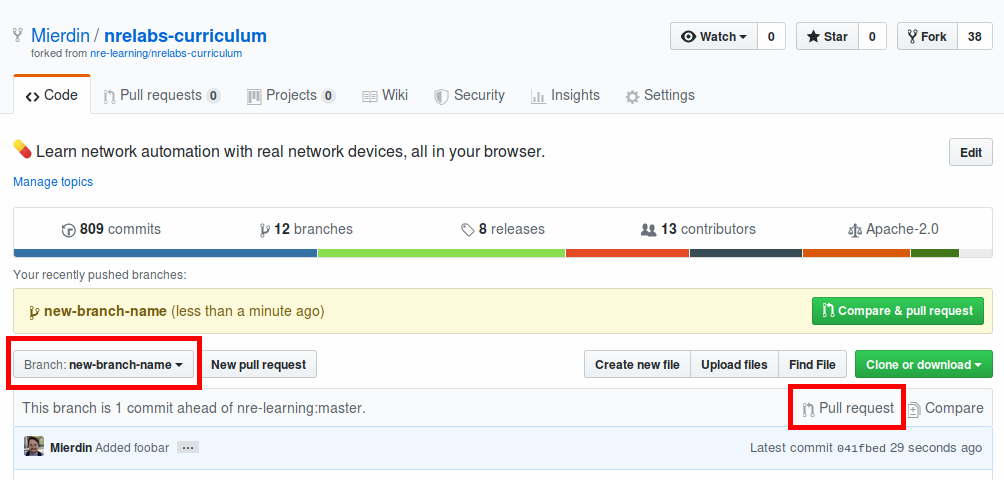 Mierdin / nrelabs-curriculum
forked from nre-learning/nrelabs-curriculum
Watch 0 Star 0 Fork 38
Code Pull requests 0 Projects 0 Wiki Security Insights Settings
Learn network automation with real network devices, all in your browser. Edit
Manage topics
809 commits 12 branches 8 releases 13 contributors Apache-2.0
Your recently pushed branches:
new-branch-name (less than a minute ago) Compare & pull request
Branch: new-branch-name New pull request Create new file Upload files Find File Clone or download
This branch is 1 commit ahead of nre-learning:master. Pull request Compare
Mierdin Added foobar ... Latest commit 041fbed 29 seconds ago